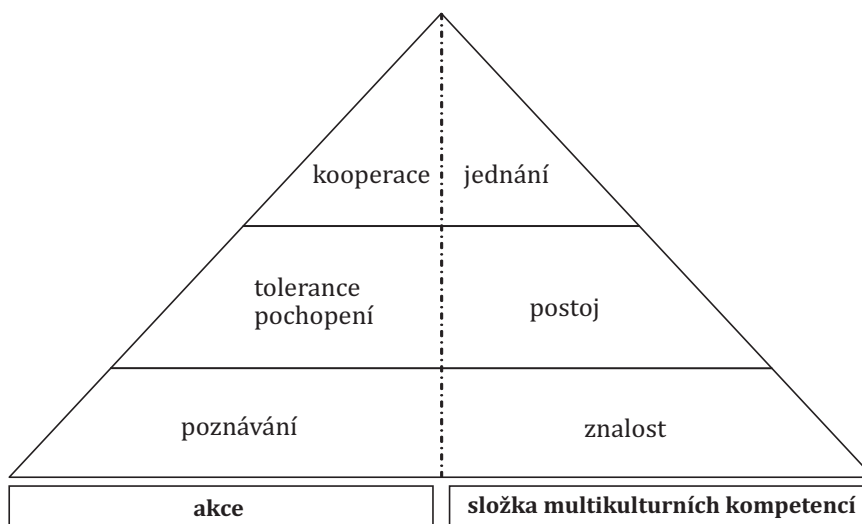 kooperace jednání
tolerance
pochopení
postoj
poznávání znalost
akce složka multikulturních kompetencí